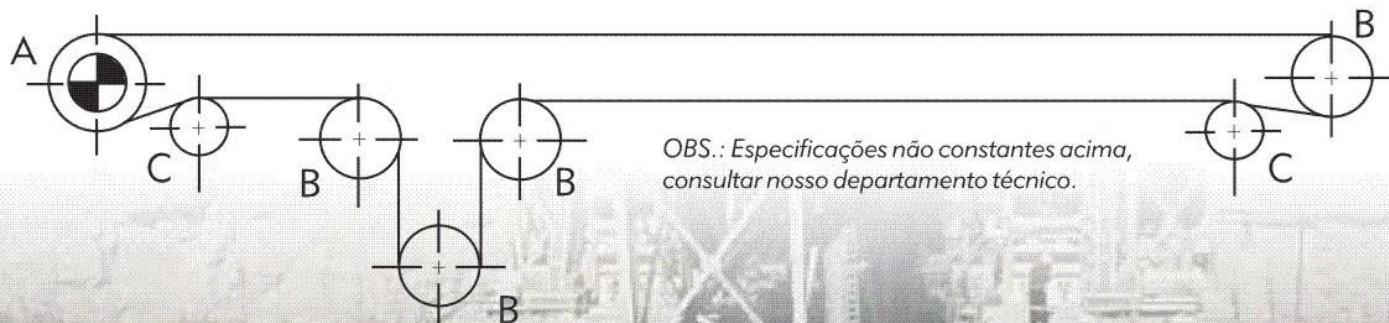 A
B
C
B
B
C
B
OBS.: Especificações não constantes acima,
consultar nosso departamento técnico.